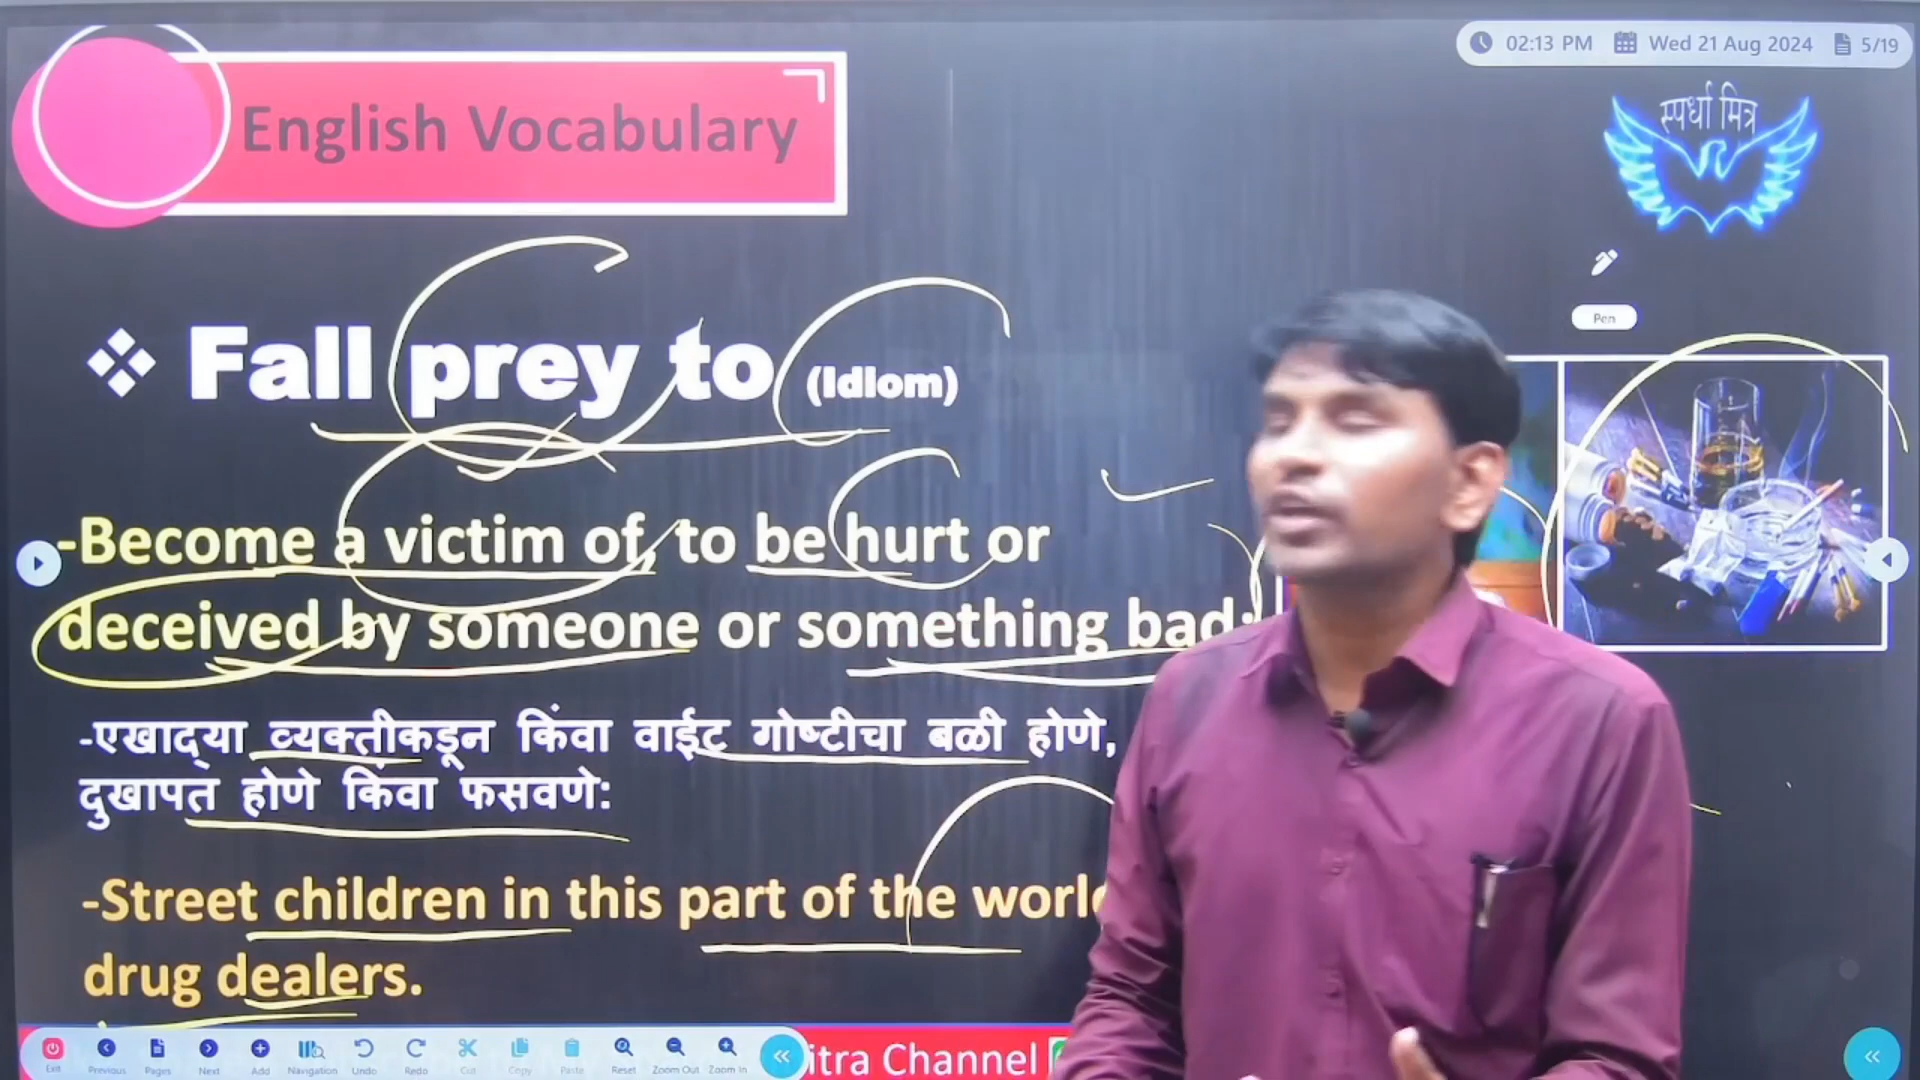 02:13 PM Wed 21 Aug 2024 5/19
English Vocabulary
स्पर्धा मित्र
Pen
Fall prey to (Idiom)
-Become a victim of, to be hurt or
deceived by someone or something bad:
-एखाद्या व्यक्तीकडून किंवा वाईट गोष्टीचा बळी होणे,
दुखापत होणे किंवा फसवणे:
-Street children in this part of the
drug dealers.
Exit Previous Pages Next Add Navigation Undo Redo Cut Copy Paste Reset Zoom Out Zoom In
Channel